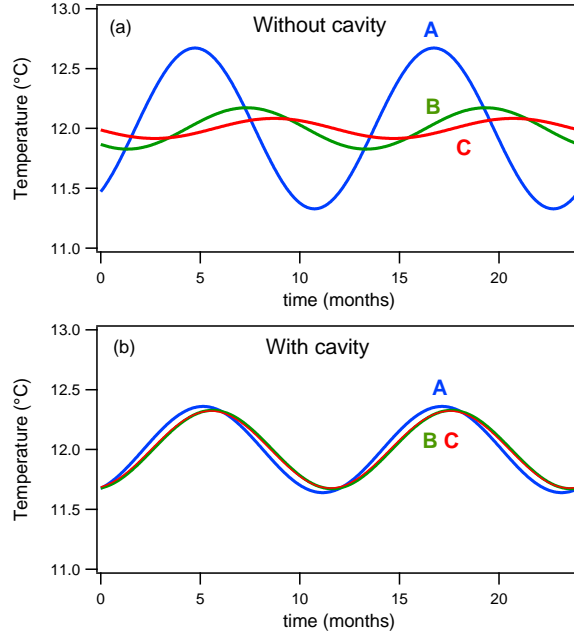 (a) Without cavity
A
B
C
Temperature (°C)
13.0
12.5
12.0
11.5
11.0
0 5 10 15 20
time (months)
(b) With cavity
A
B C
Temperature (°C)
13.0
12.5
12.0
11.5
11.0
0 5 10 15 20
time (months)